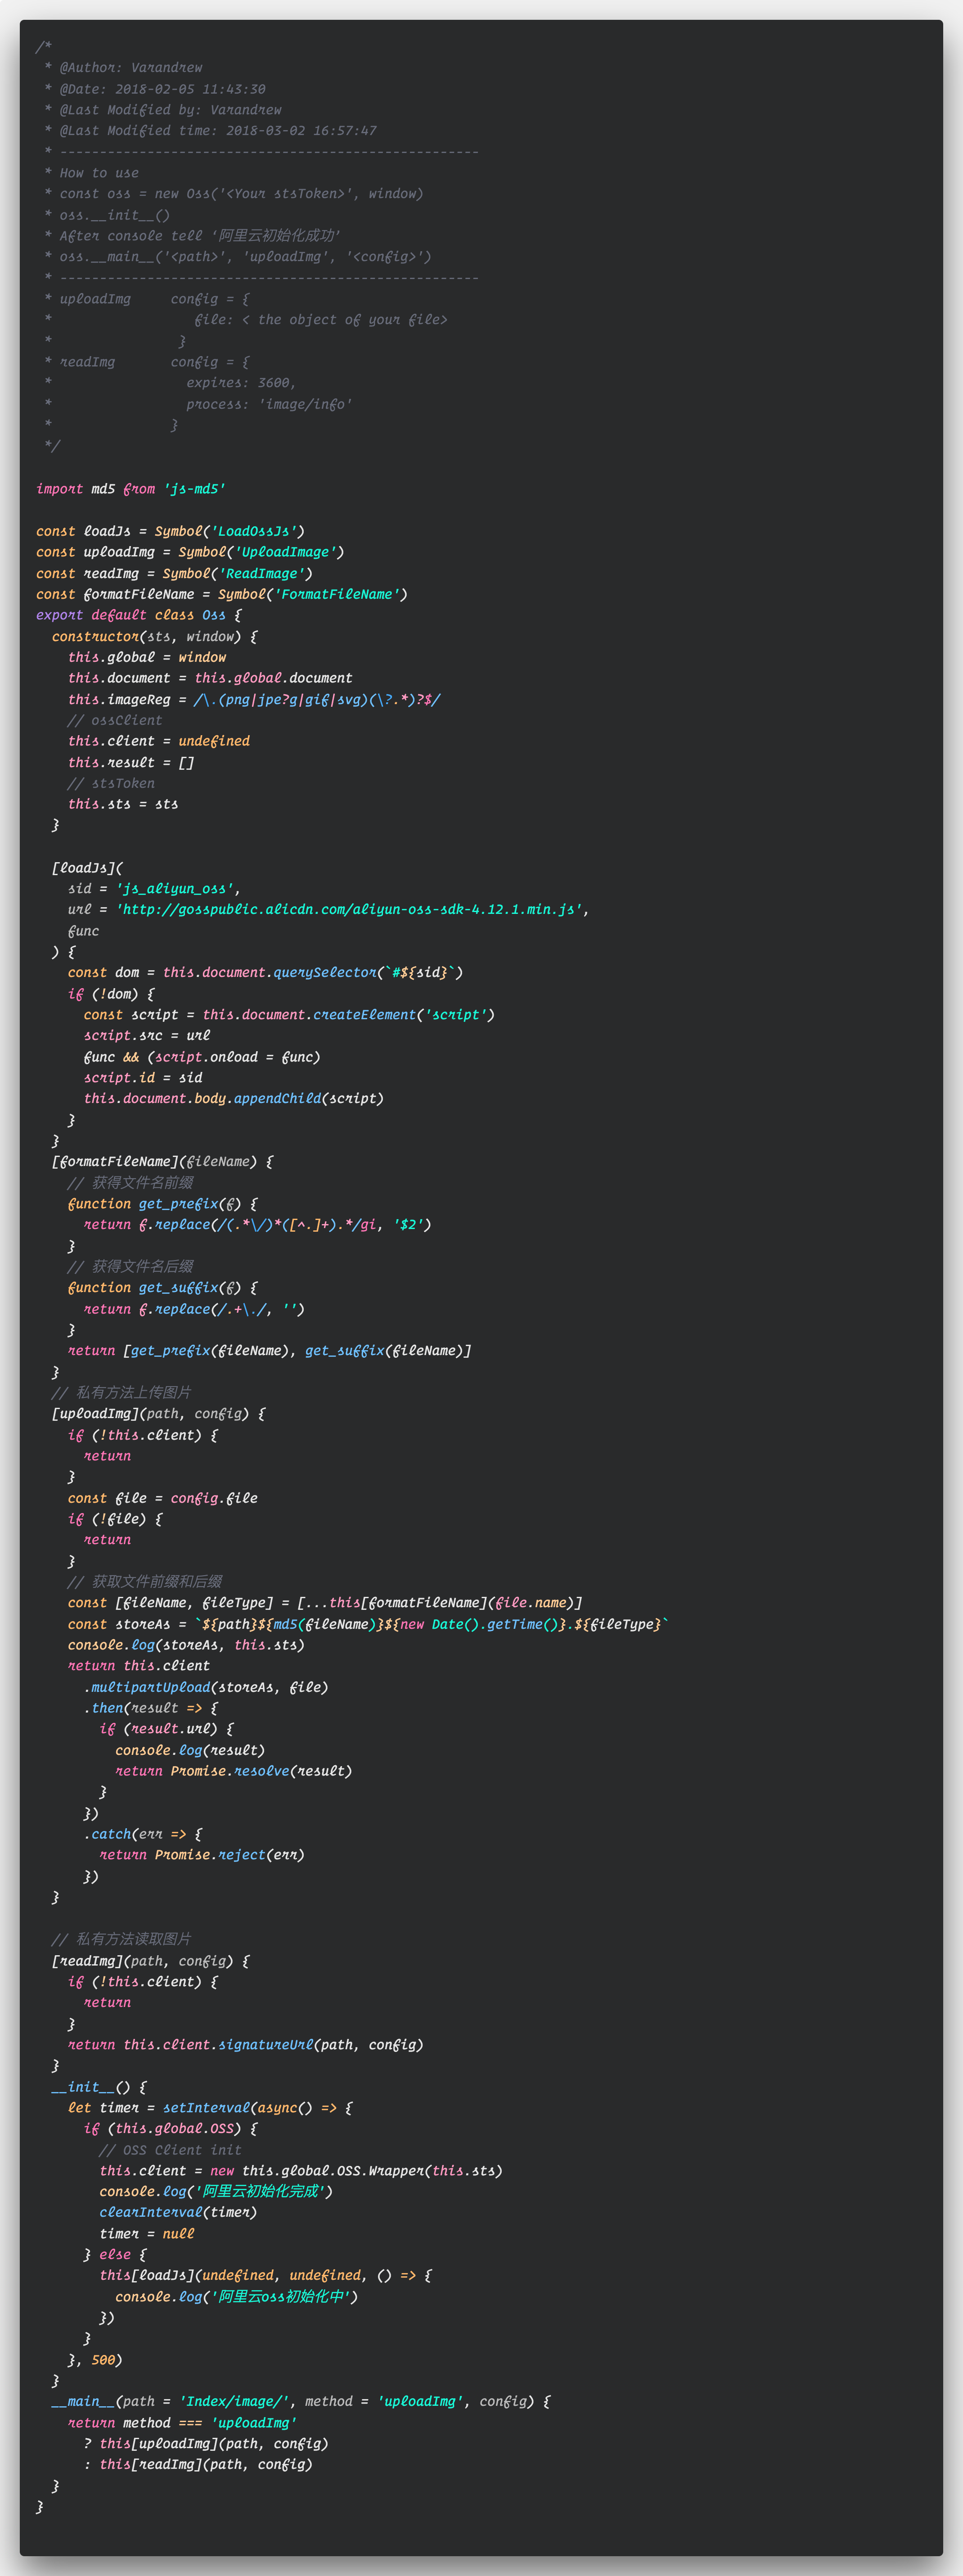 /*
 * @Author: Varandrew
 * @Date: 2018-02-05 11:43:30
 * @Last Modified by: Varandrew
 * @Last Modified time: 2018-03-02 16:57:47
 * -----------------------------------------------------
 * How to use
 * const oss = new Oss('<Your stsToken>', window)
 * oss.__init__()
 * After console tell ‘阿里云初始化成功’
 * oss.__main__('<path>', 'uploadImg', '<config>')
 * -----------------------------------------------------
 * uploadImg     config = {
 *                  file: < the object of your file>
 *                }
 * readImg       config = {
 *                 expires: 3600,
 *                 process: 'image/info'
 *               }
 */

import md5 from 'js-md5'

const loadJs = Symbol('LoadOssJs')
const uploadImg = Symbol('UploadImage')
const readImg = Symbol('ReadImage')
const formatFileName = Symbol('FormatFileName')
export default class Oss {
  constructor(sts, window) {
    this.global = window
    this.document = this.global.document
    this.imageReg = /\.(png|jpe?g|gif|svg)(\?.*)?$/
    // ossClient
    this.client = undefined
    this.result = []
    // stsToken
    this.sts = sts
  }

  [loadJs](
    sid = 'js_aliyun_oss',
    url = 'http://gosspublic.alicdn.com/aliyun-oss-sdk-4.12.1.min.js',
    func
  ) {
    const dom = this.document.querySelector(`#${sid}`)
    if (!dom) {
      const script = this.document.createElement('script')
      script.src = url
      func && (script.onload = func)
      script.id = sid
      this.document.body.appendChild(script)
    }
  }
  [formatFileName](fileName) {
    // 获得文件名前缀
    function get_prefix(f) {
      return f.replace(/(.*\/)*([^.]+).*/gi, '$2')
    }
    // 获得文件名后缀
    function get_suffix(f) {
      return f.replace(/.+\./, '')
    }
    return [get_prefix(fileName), get_suffix(fileName)]
  }
  // 私有方法上传图片
  [uploadImg](path, config) {
    if (!this.client) {
      return
    }
    const file = config.file
    if (!file) {
      return
    }
    // 获取文件前缀和后缀
    const [fileName, fileType] = [...this[formatFileName](file.name)]
    const storeAs = `${path}${md5(fileName)}${new Date().getTime()}.${fileType}`
    console.log(storeAs, this.sts)
    return this.client
      .multipartUpload(storeAs, file)
      .then(result => {
        if (result.url) {
          console.log(result)
          return Promise.resolve(result)
        }
      })
      .catch(err => {
        return Promise.reject(err)
      })
  }

  // 私有方法读取图片
  [readImg](path, config) {
    if (!this.client) {
      return
    }
    return this.client.signatureUrl(path, config)
  }
  __init__() {
    let timer = setInterval(async() => {
      if (this.global.OSS) {
        // OSS Client init
        this.client = new this.global.OSS.Wrapper(this.sts)
        console.log('阿里云初始化完成')
        clearInterval(timer)
        timer = null
      } else {
        this[loadJs](undefined, undefined, () => {
          console.log('阿里云oss初始化中')
        })
      }
    }, 500)
  }
  __main__(path = 'Index/image/', method = 'uploadImg', config) {
    return method === 'uploadImg'
      ? this[uploadImg](path, config)
      : this[readImg](path, config)
  }
}